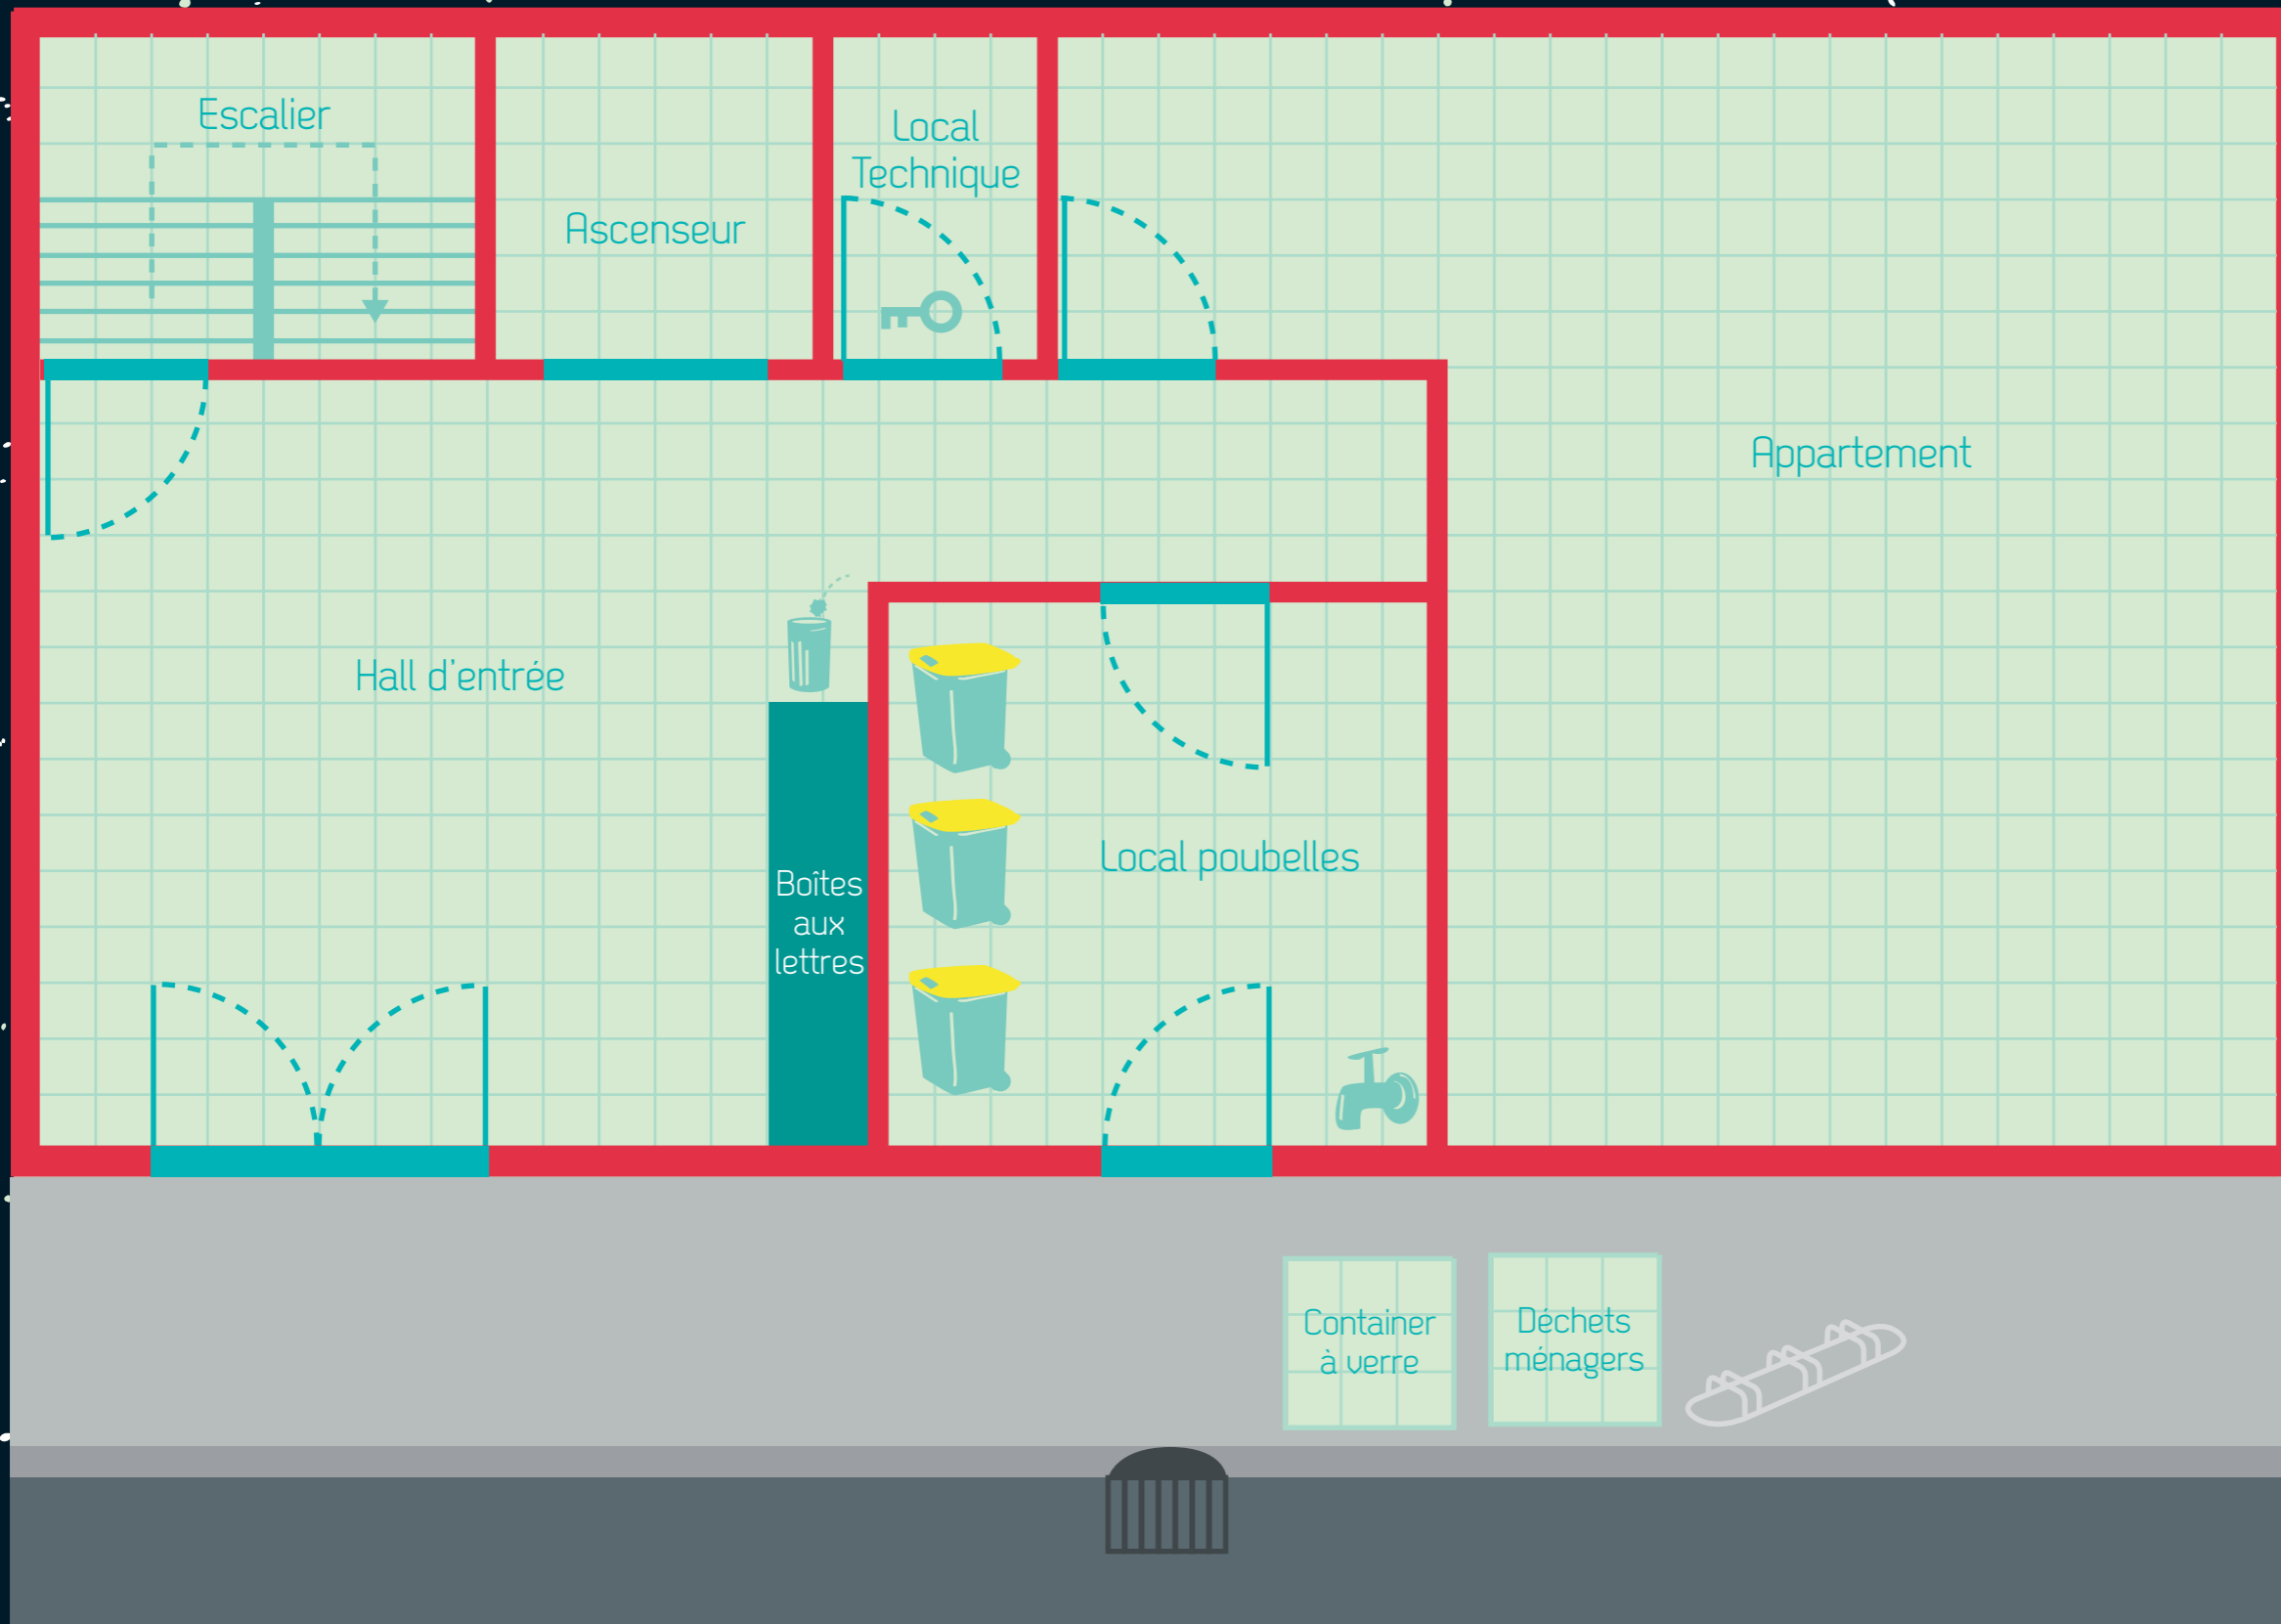 Escalier
Local
Technique
Ascenseur
Appartement
Hall d'entrée
Local poubelles
Boîtes
aux
lettres
Container
à verre
Déchets
ménagers